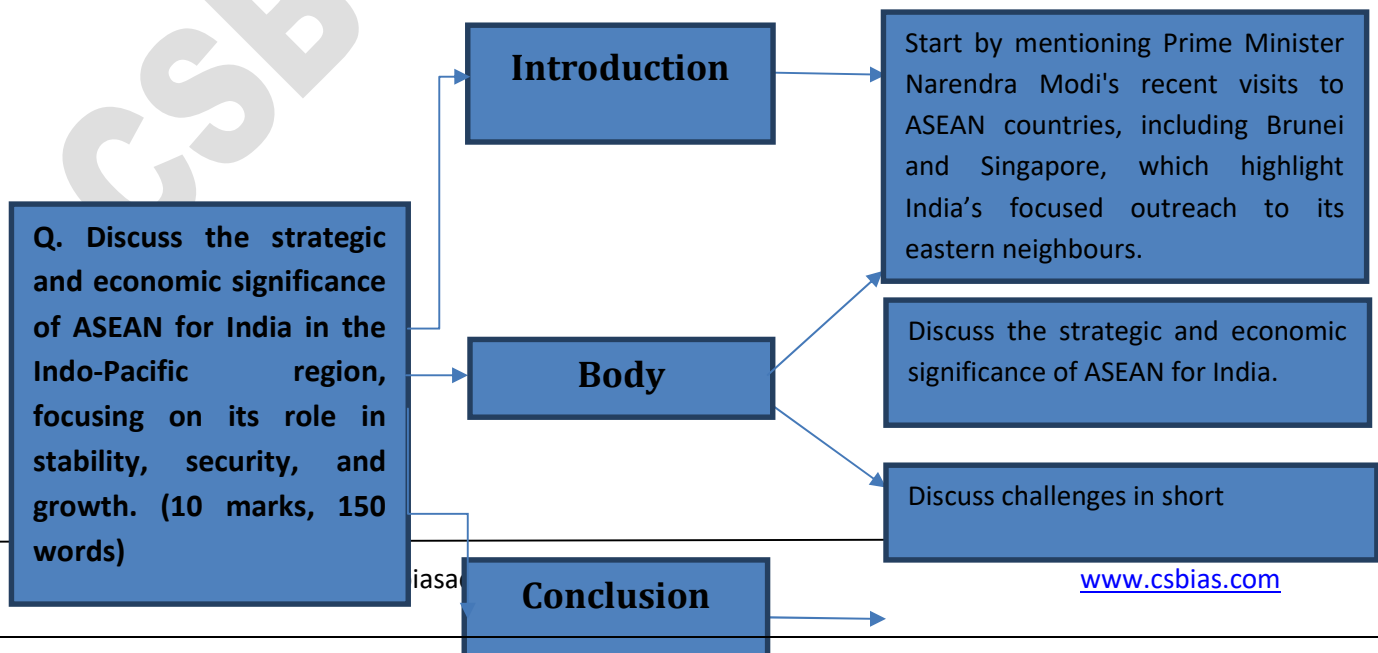 CSB
Introduction
Start by mentioning Prime Minister
Narendra Modi's recent visits to
ASEAN countries, including Brunei
and Singapore, which highlight
India’s focused outreach to its
eastern neighbours.
Q. Discuss the strategic
and economic significance
of ASEAN for India in the
Indo-Pacific region,
focusing on its role in
stability, security, and
growth. (10 marks, 150
words)
Body
Discuss the strategic and economic
significance of ASEAN for India.
Discuss challenges in short
Conclusion
www.csbias.com